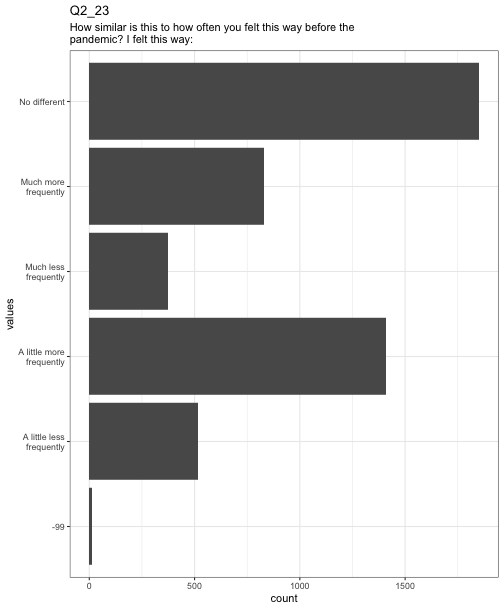 Q2_23
How similar is this to how often you felt this way before the
pandemic? I felt this way:
No different
Much more
frequently
Much less
frequently
A little more
frequently
A little less
frequently
-99
values
0 500 1000 1500
count